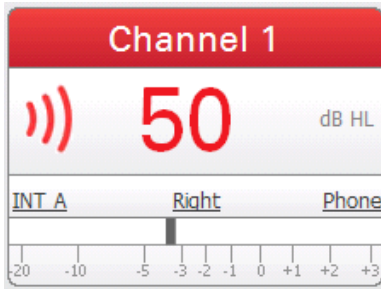 Channel 1
50 dB HL
INT A Right Phone
-20 -10 -5 -3 -2 -1 0 +1 +2 +3